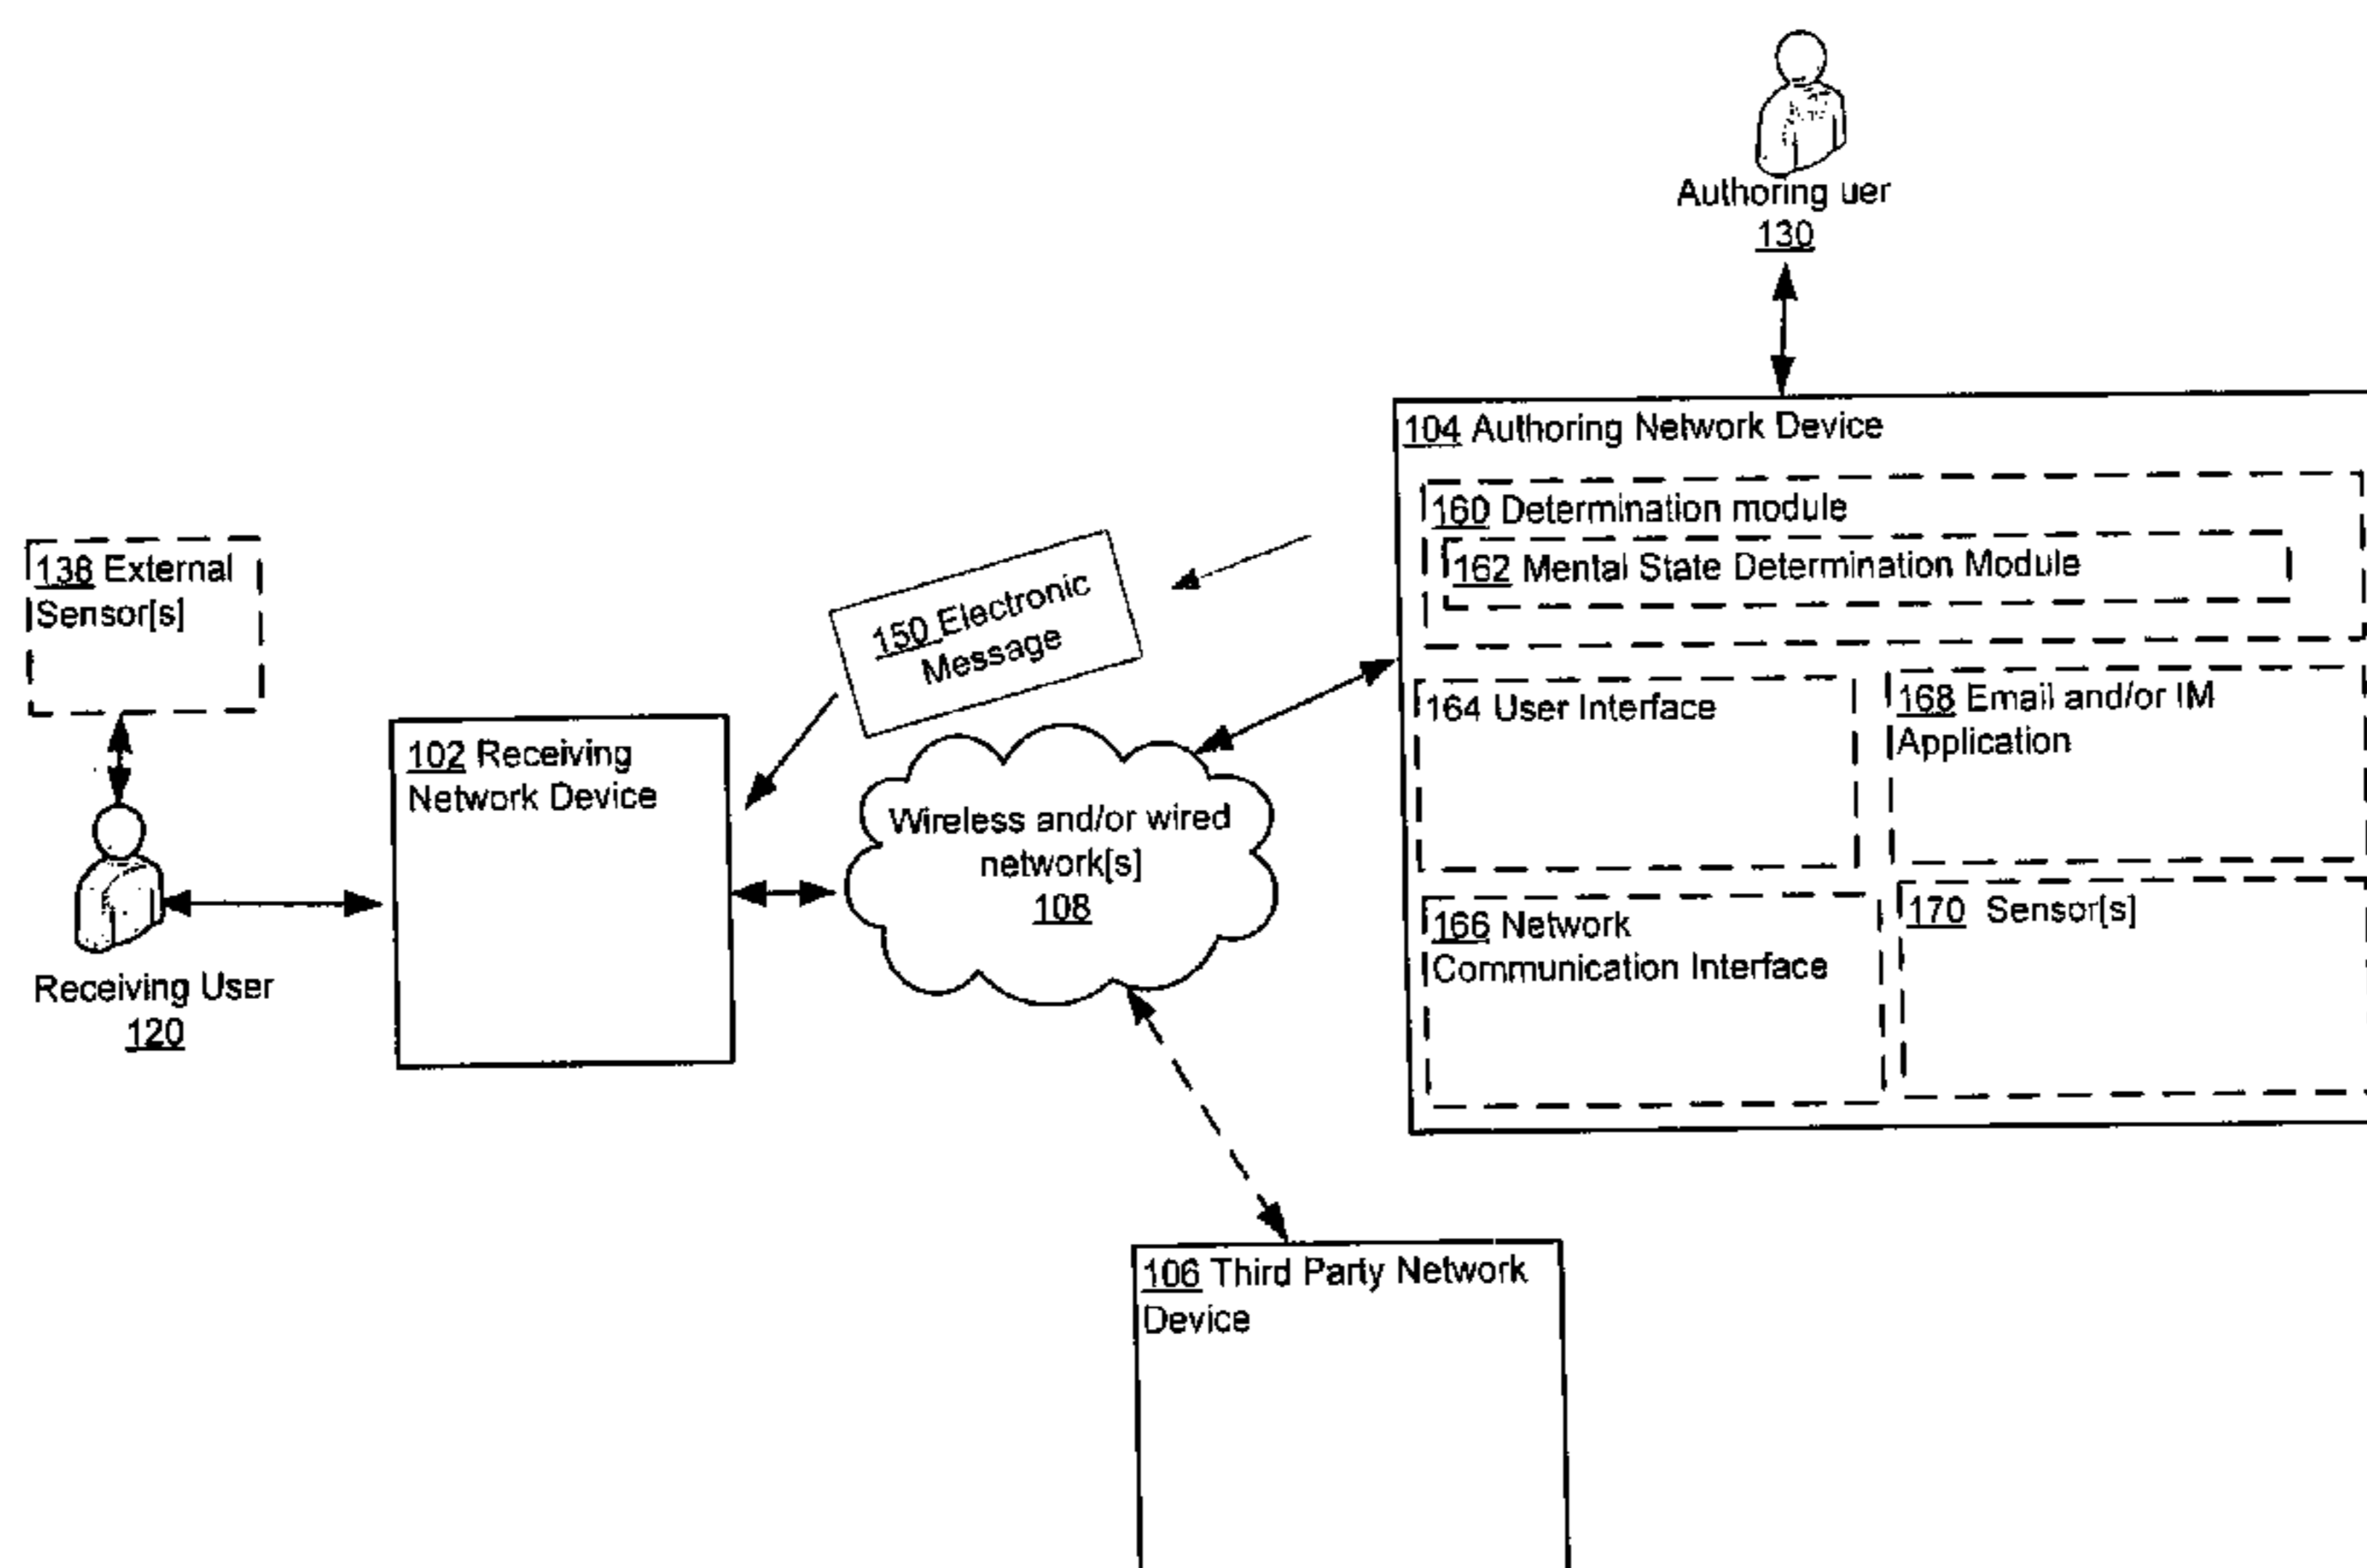 Authoring uer
130
104 Authoring Network Device
160 Determination module
162 Mental State Determination Module
164 User Interface
168 Email and/or IM
Application
166 Network
Communication Interface
170 Sensor[s]
150 Electronic
Message
138 External
Sensor[s]
102 Receiving
Network Device
Wireless and/or wired
network[s]
108
Receiving User
120
106 Third Party Network
Device